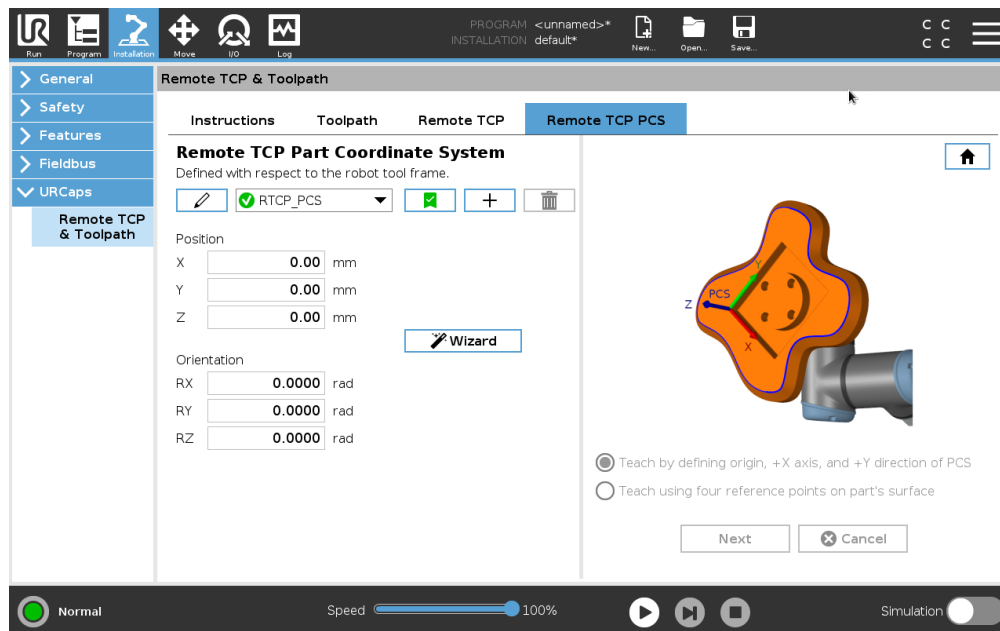 PROGRAM <unnamed>*
INSTALLATION default*
UR
Run
Program
Installation
Move
I/O
Log
New...
Open...
Save...
C C
C C
General
Safety
Features
Fieldbus
URCaps
Remote TCP
& Toolpath
Remote TCP & Toolpath
Instructions
Toolpath
Remote TCP
Remote TCP PCS
Remote TCP Part Coordinate System
Defined with respect to the robot tool frame.
RTCP_PCS
Position
X 0.00 mm
Y 0.00 mm
Z 0.00 mm
Wizard
Orientation
RX 0.0000 rad
RY 0.0000 rad
RZ 0.0000 rad
Y
PCS
Z
X
Teach by defining origin, +X axis, and +Y direction of PCS
Teach using four reference points on part's surface
Next
Cancel
Normal
Speed
100%
Simulation